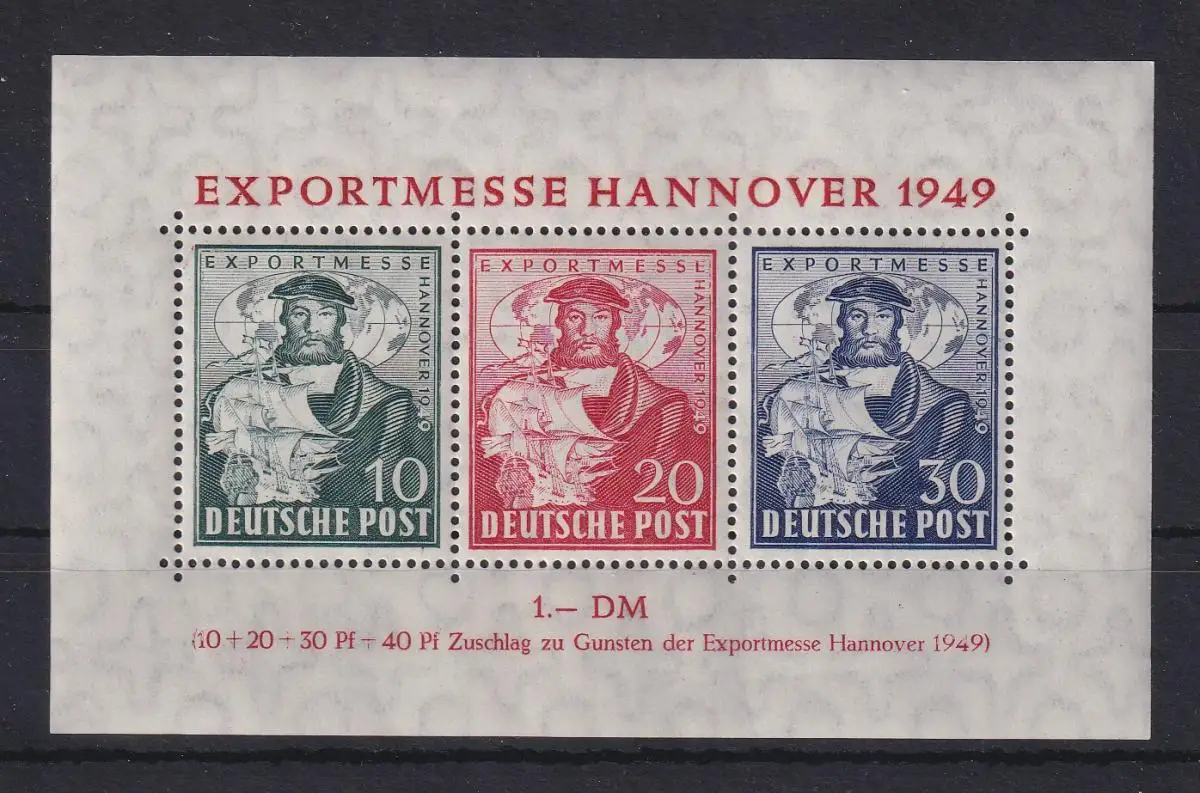 EXPORTMESSE HANNOVER 1949
EXPORTMESSE
HANNOVER 1949
10
DEUTSCHE POST
EXPORTMESSE
HANNOVER 1949
20
DEUTSCHE POST
EXPORTMESSE
HANNOVER 1949
30
DEUTSCHE POST
1.— DM
(10 + 20 + 30 Pf + 40 Pf Zuschlag zu Gunsten der Exportmesse Hannover 1949)